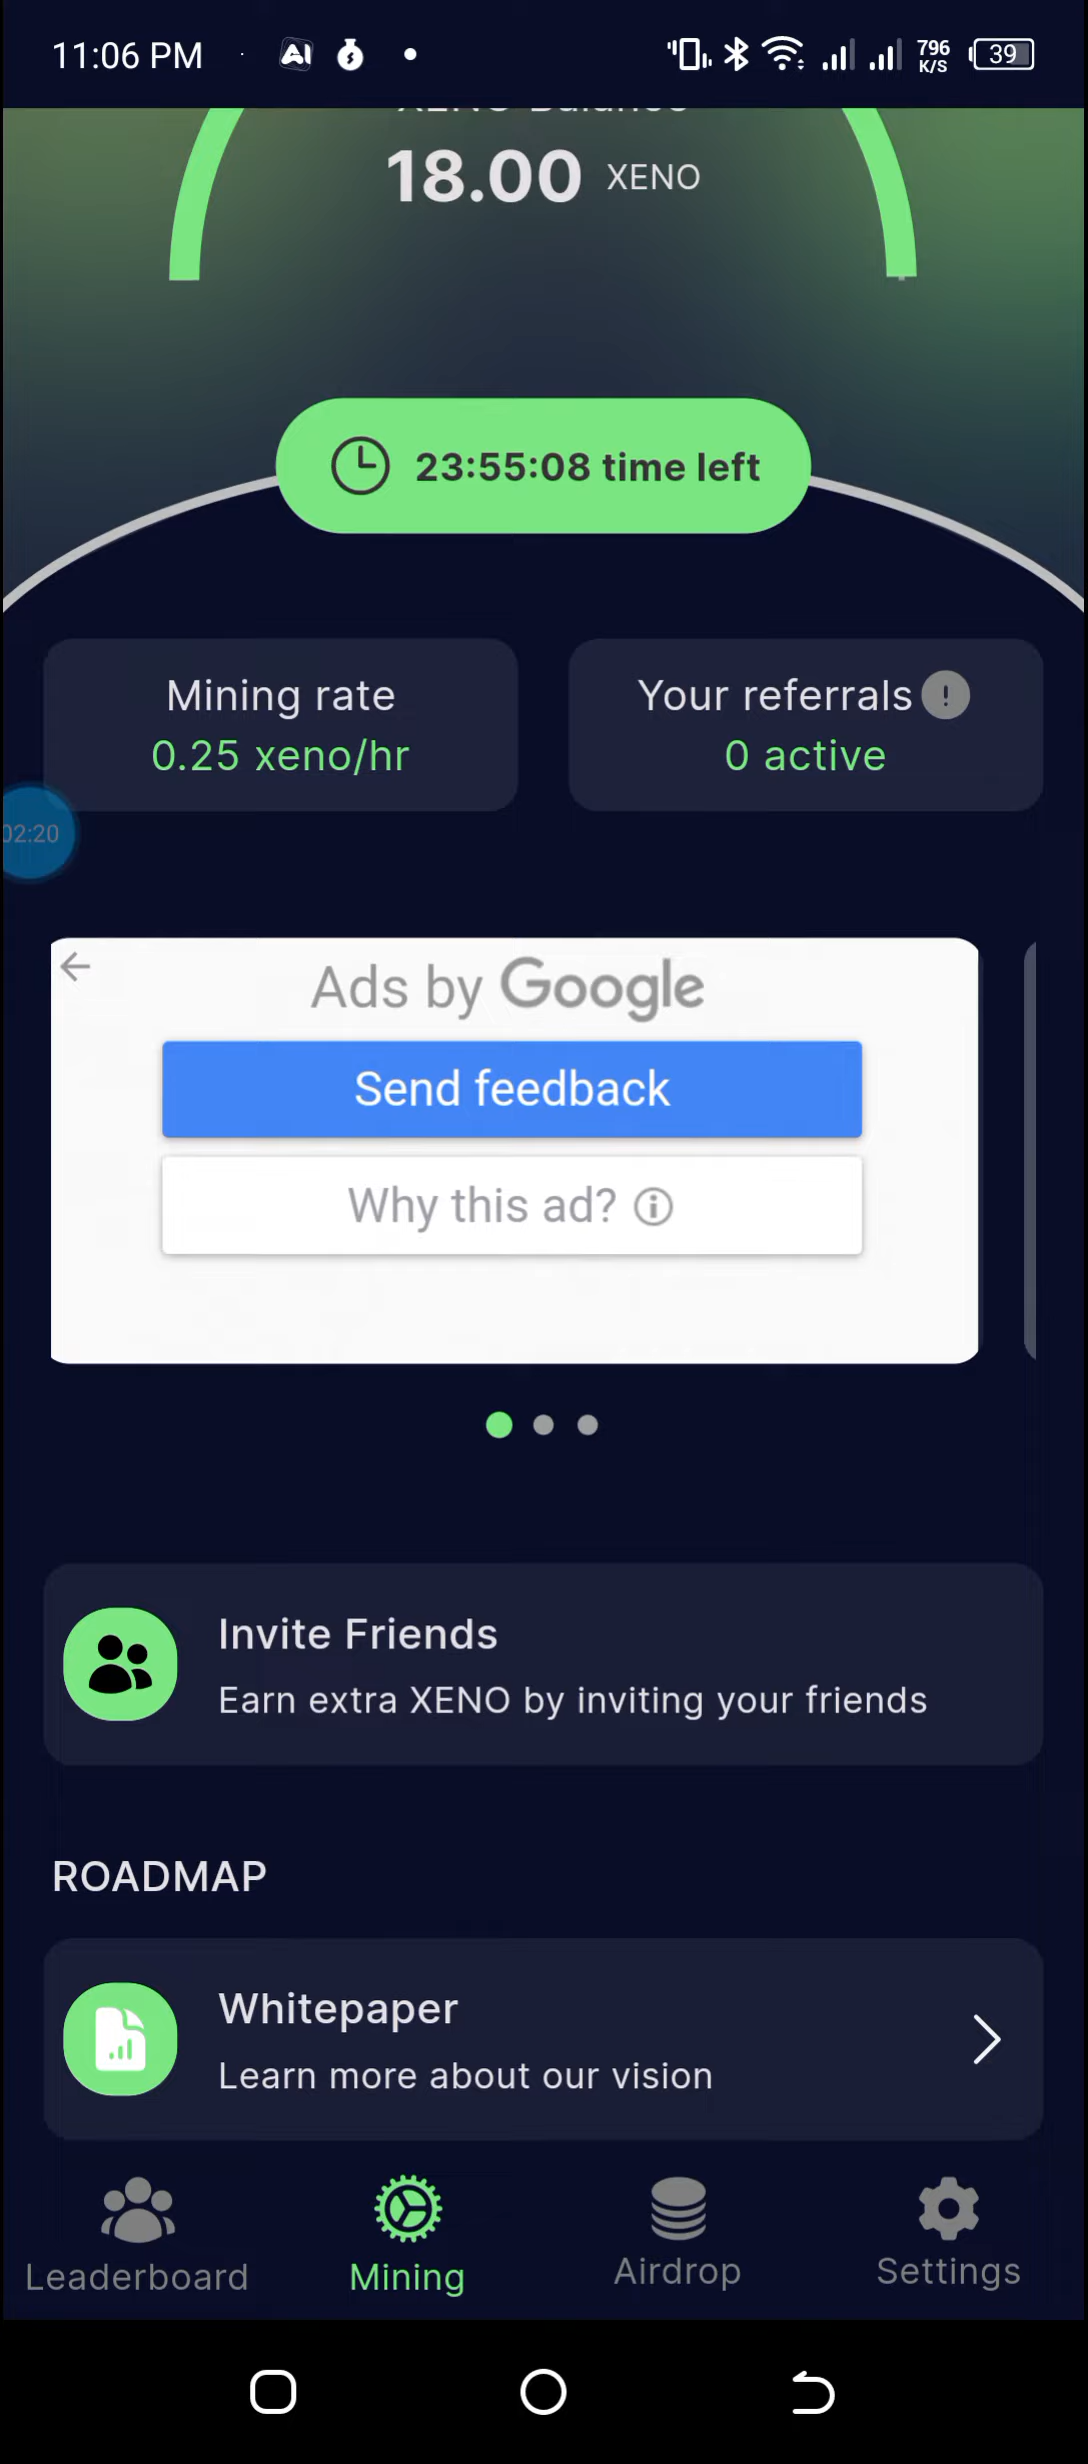 11:06 PM
796
K/S
39
XENO Balance
18.00 XENO
23:55:08 time left
Mining rate
0.25 xeno/hr
Your referrals
0 active
02:20
Ads by Google
Send feedback
Why this ad?
Invite Friends
Earn extra XENO by inviting your friends
ROADMAP
Whitepaper
Learn more about our vision
Leaderboard
Mining
Airdrop
Settings